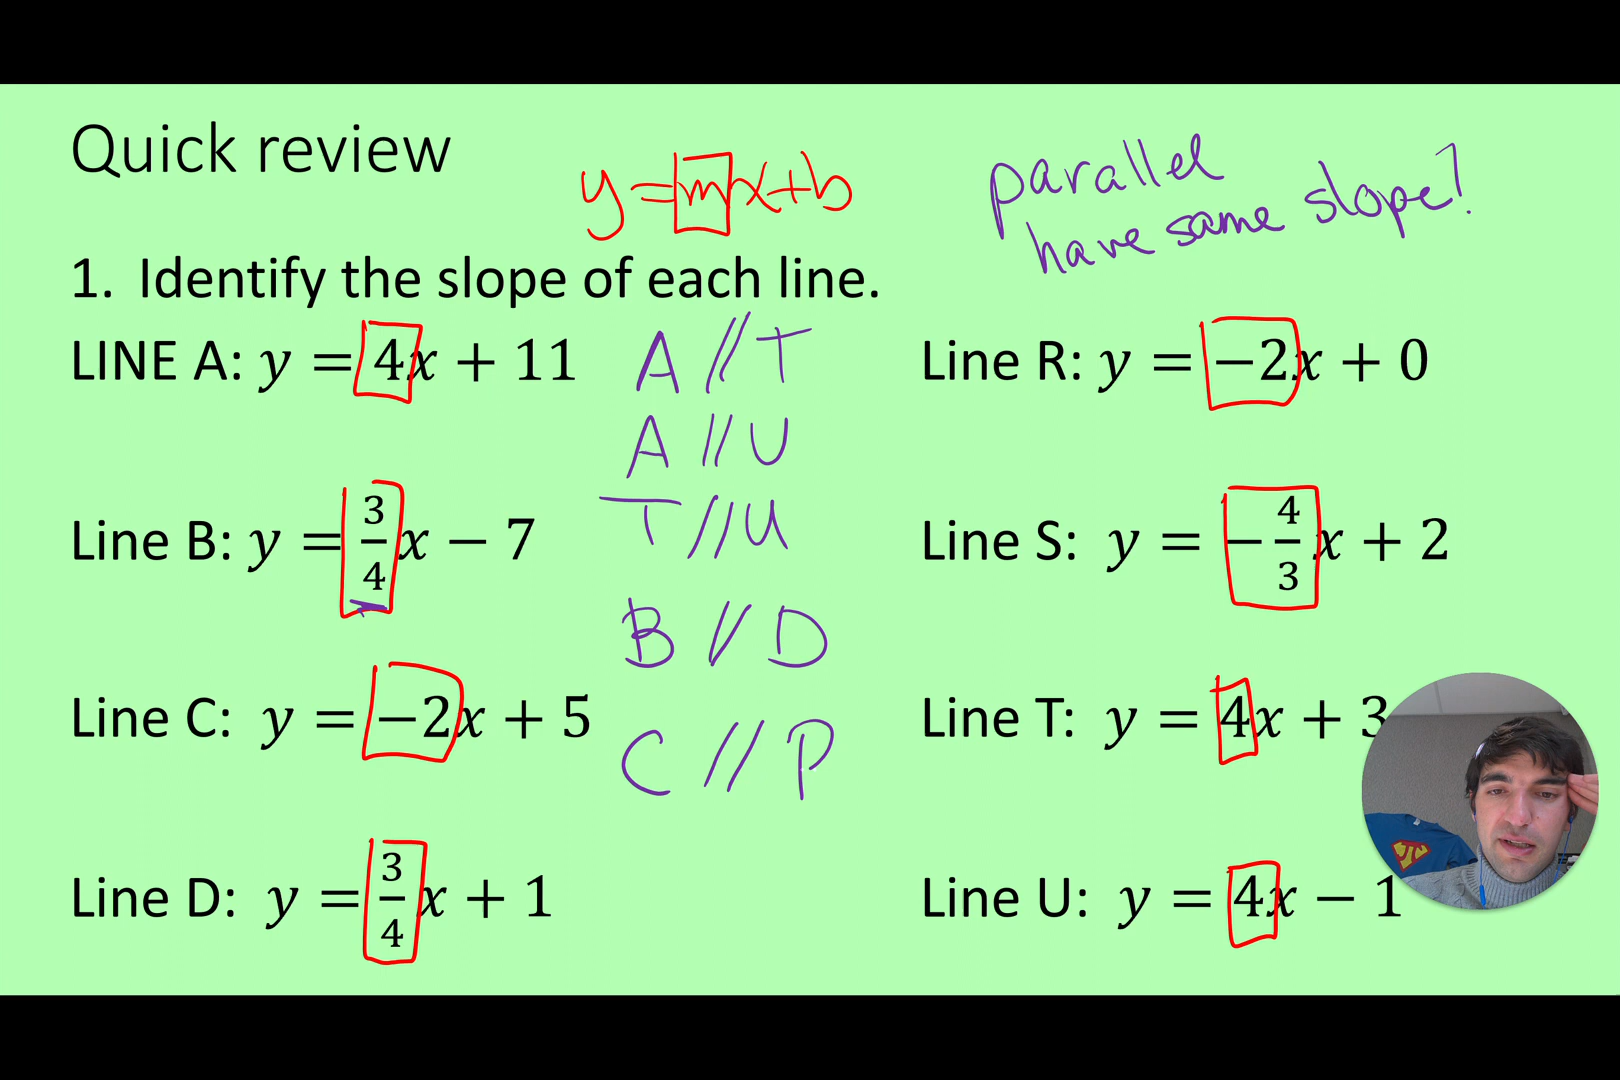 Quick review
y = mx+b
parallel
have same slope!
1. Identify the slope of each line.
LINE A: y = 4x + 11
A // T
Line R: y = −2x + 0
A // U
Line B: y = 3/4 x − 7
T // U
Line S: y = −4/3 x + 2
B // D
Line C: y = −2x + 5
C // P
Line T: y = 4x + 3
Line D: y = 3/4 x + 1
Line U: y = 4x − 1